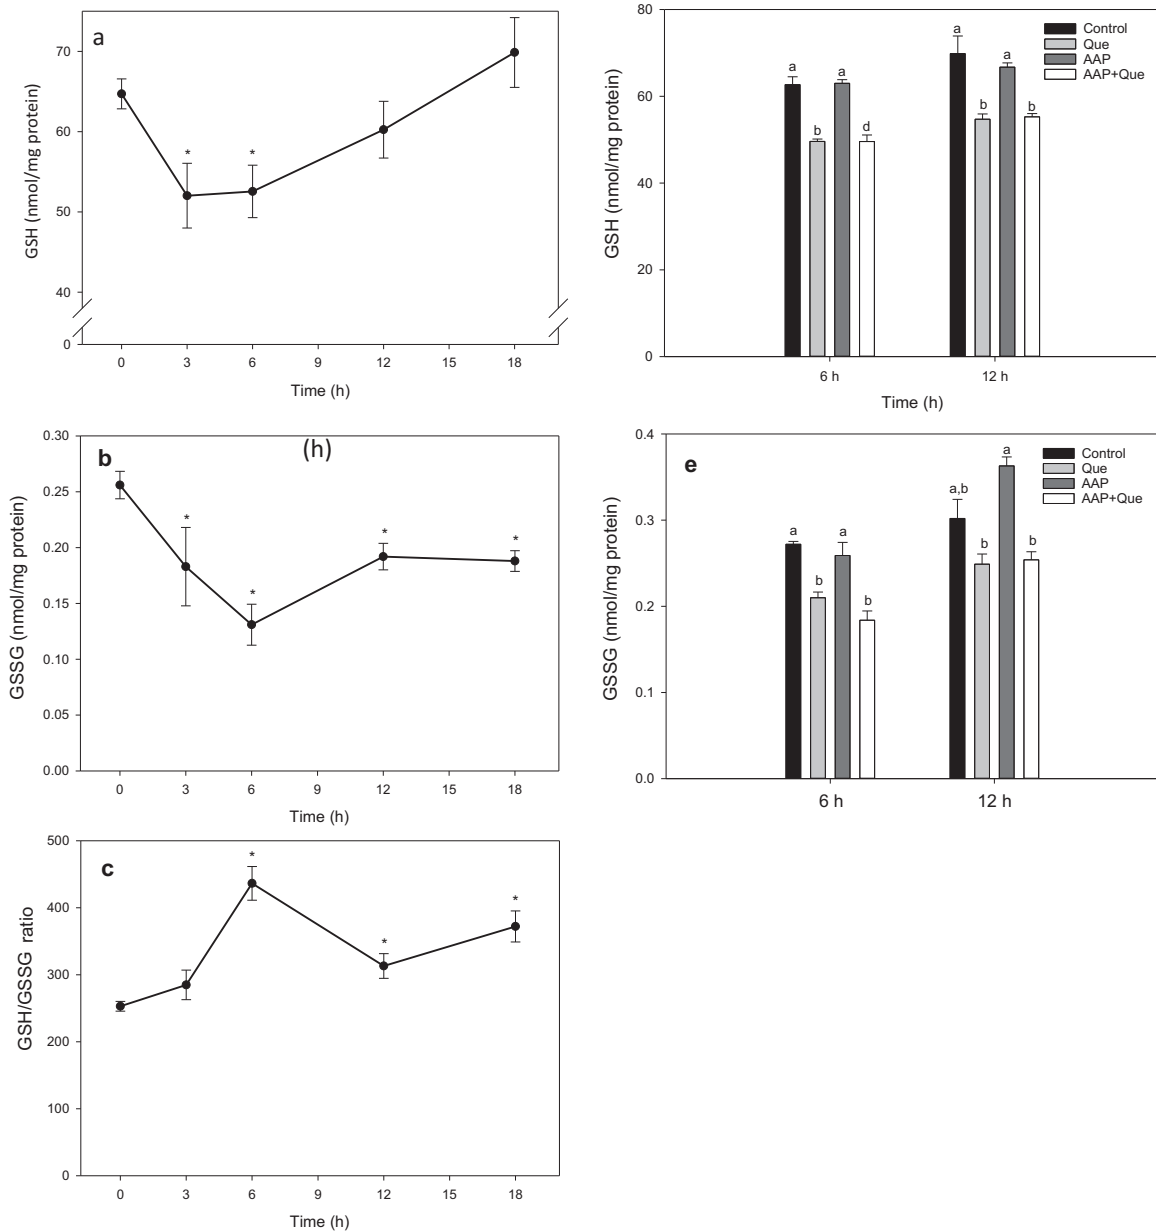 a
GSH (nmol/mg protein)
70
60
50
40
0
* *
0 3 6 9 12 15 18
Time (h)
GSH (nmol/mg protein)
80
60
40
20
0
Control
Que
AAP
AAP+Que
a b a d
a b a b
6 h 12 h
Time (h)
b
(h)
GSSG (nmol/mg protein)
0.30
0.25
0.20
0.15
0.10
0.05
0.00
* * * *
0 3 6 9 12 15 18
Time (h)
e
GSSG (nmol/mg protein)
0.4
0.3
0.2
0.1
0.0
Control
Que
AAP
AAP+Que
a b a b
a,b b a b
6 h 12 h
c
GSH/GSSG ratio
500
400
300
200
100
0
* * *
0 3 6 9 12 15 18
Time (h)